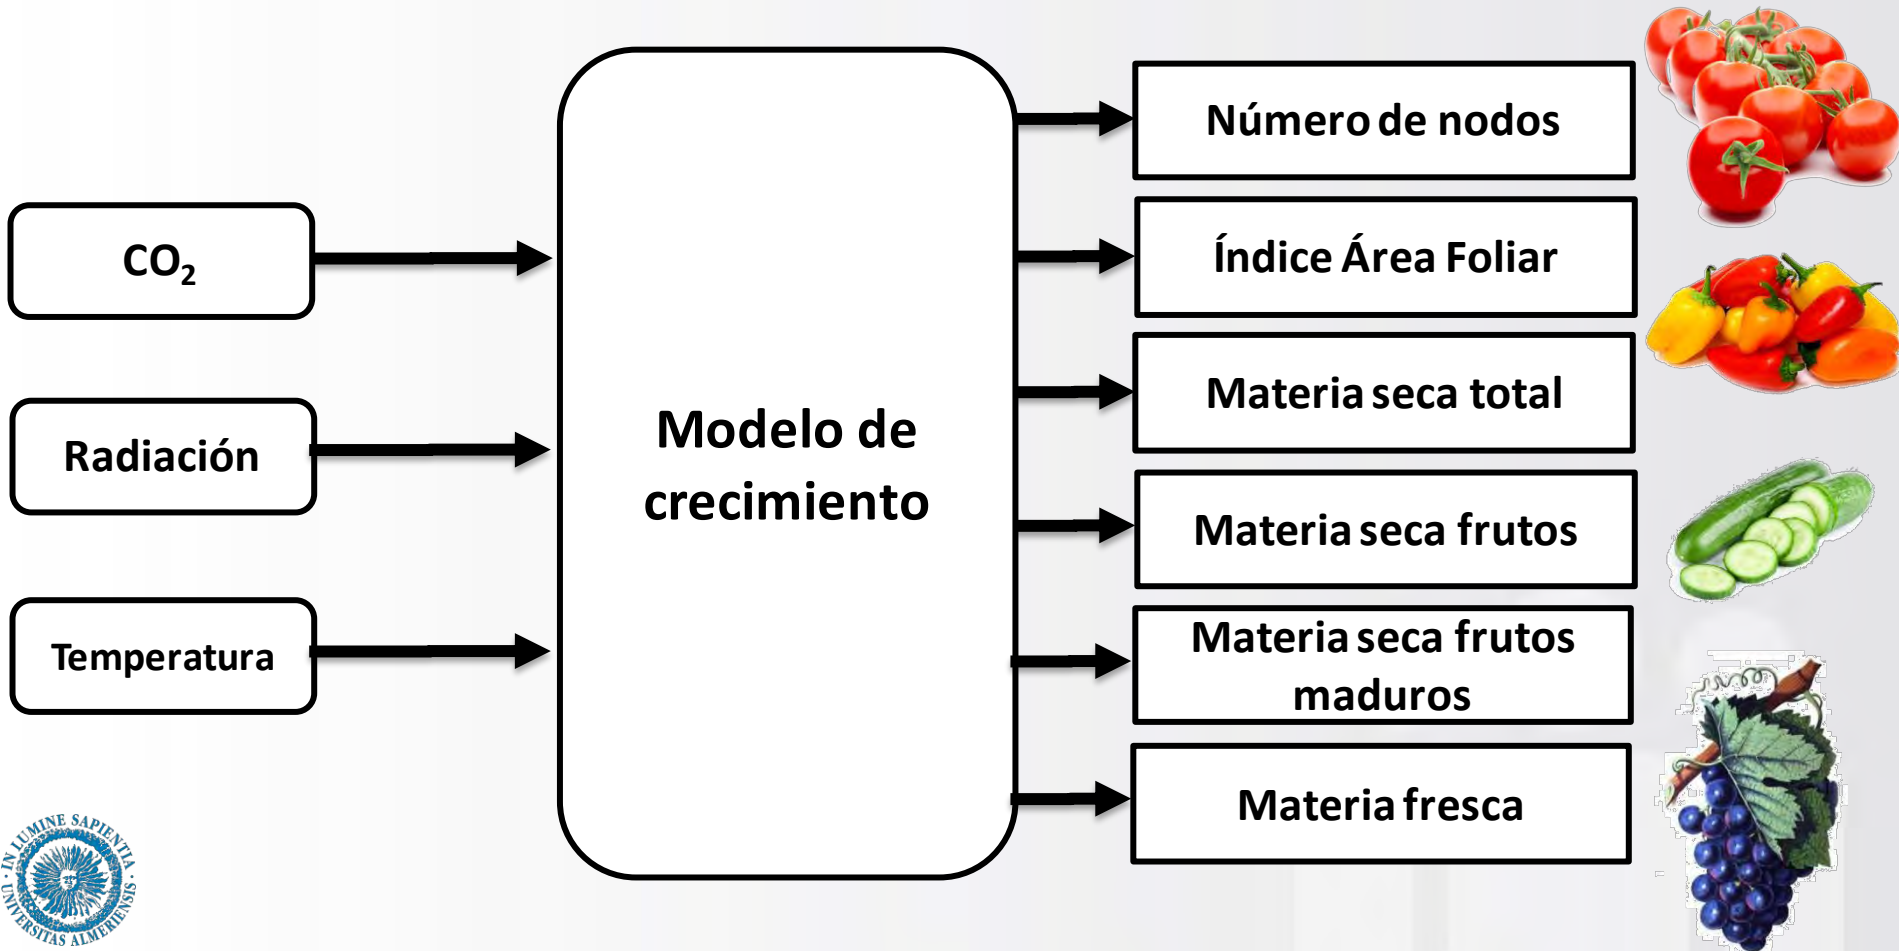 CO₂
Radiación
Temperatura
Modelo de
crecimiento
Número de nodos
Índice Área Foliar
Materia seca total
Materia seca frutos
Materia seca frutos
maduros
Materia fresca
IN LUMINE SAPIENTIA
UNIVERSITAS ALMERIENSIS